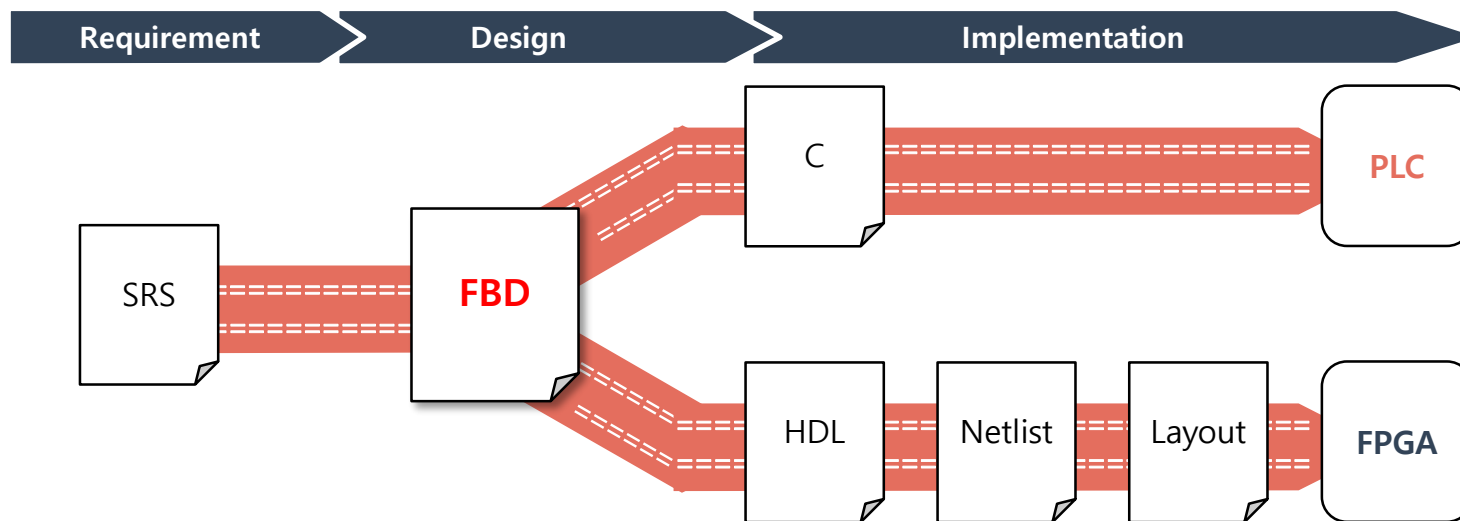 Requirement
Design
Implementation
C
PLC
SRS
FBD
HDL
Netlist
Layout
FPGA